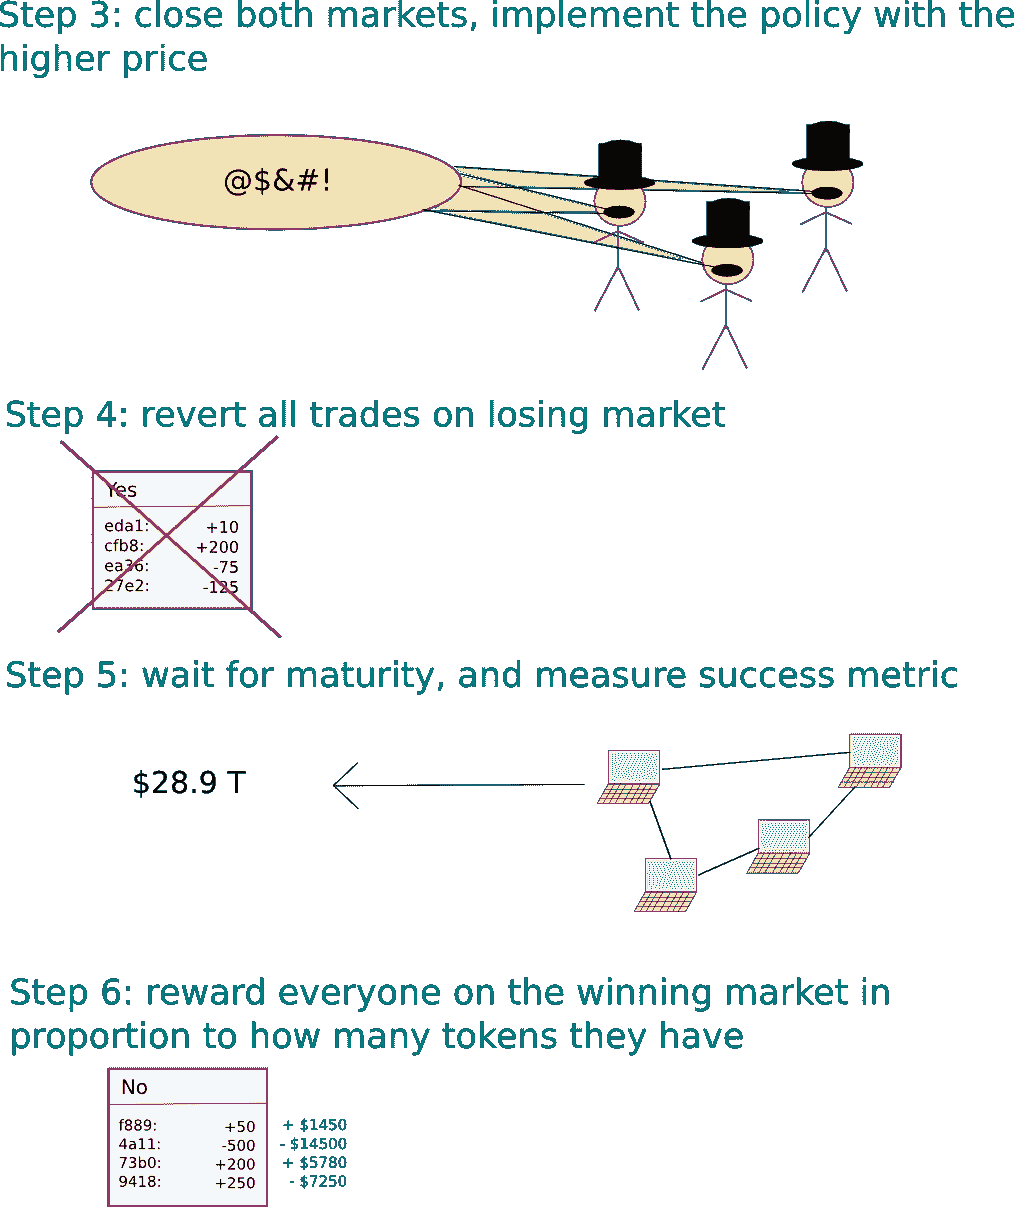 Step 3: close both markets, implement the policy with the
higher price
@$&#!
Step 4: revert all trades on losing market
Yes
eda1: +10
cfb8: +200
ea36: -75
27e2: -125
Step 5: wait for maturity, and measure success metric
$28.9 T
Step 6: reward everyone on the winning market in
proportion to how many tokens they have
No
f889: +50 + $1450
4a11: -500 - $14500
73b0: +200 + $5780
9418: +250 - $7250